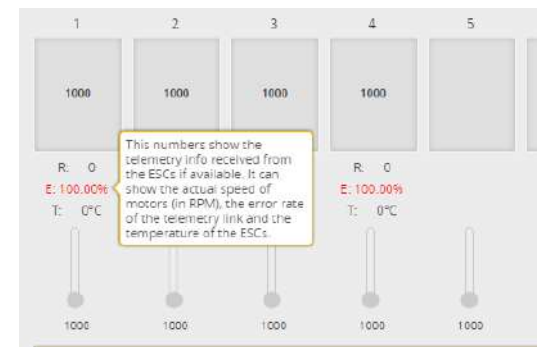 1 2 3 4 5
1000 1000 1000 1000
This numbers show the
telemetry info received from
the ESCs if available. It can
show the actual speed of
motors (in RPM), the error rate
of the telemetry link and the
temperature of the ESCs.
R: 0 R: 0
E: 100.00% E: 100.00%
T: 0°C T: 0°C
1000 1000 1000 1000 1000